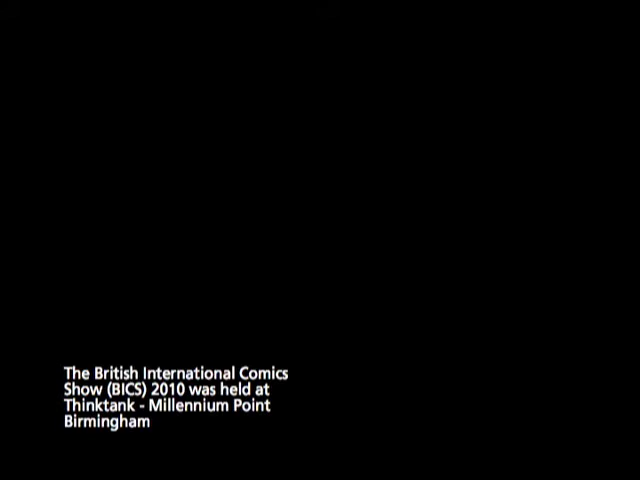 The British International Comics
Show (BICS) 2010 was held at
Thinktank - Millennium Point
Birmingham